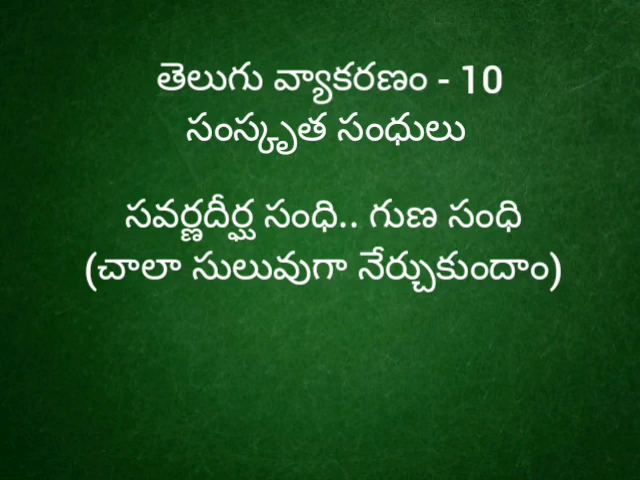 తెలుగు వ్యాకరణం - 10
సంస్కృత సంధులు
సవర్ణదీర్ఘ సంధి.. గుణ సంధి
(చాలా సులువుగా నేర్చుకుందాం)